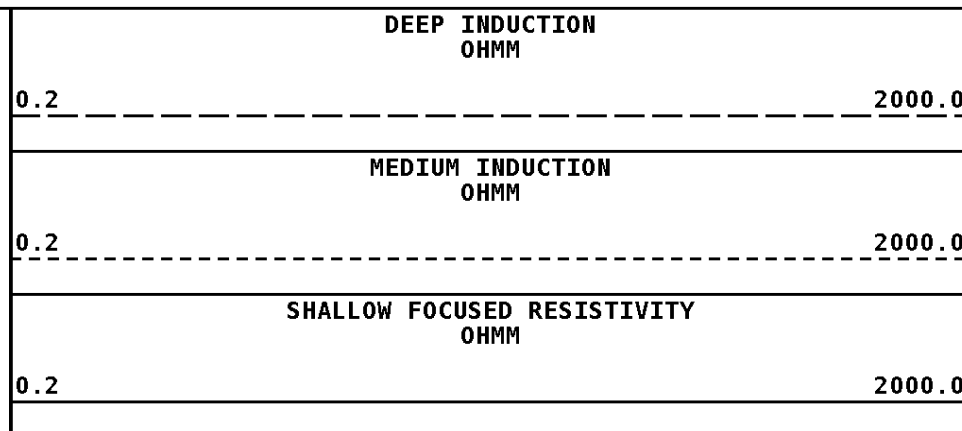 DEEP INDUCTION
OHMM
0.2 2000.0
MEDIUM INDUCTION
OHMM
0.2 2000.0
SHALLOW FOCUSED RESISTIVITY
OHMM
0.2 2000.0